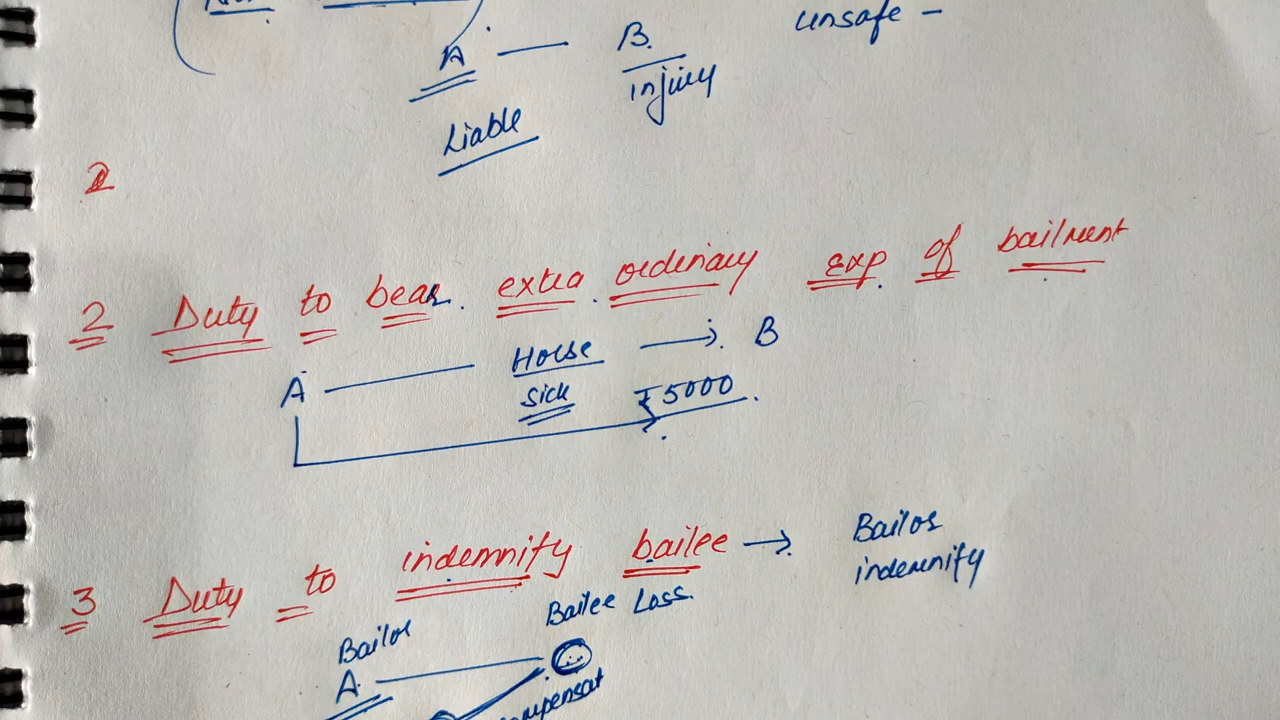 A — B. unsafe –
injury
Liable
2 Duty to bear. extra. ordinary exp. of bailment
A — Horse → B
Sick ₹5000.
3 Duty to indemnify bailee → Bailor indemnify
Bailor Bailee Loss.
A.